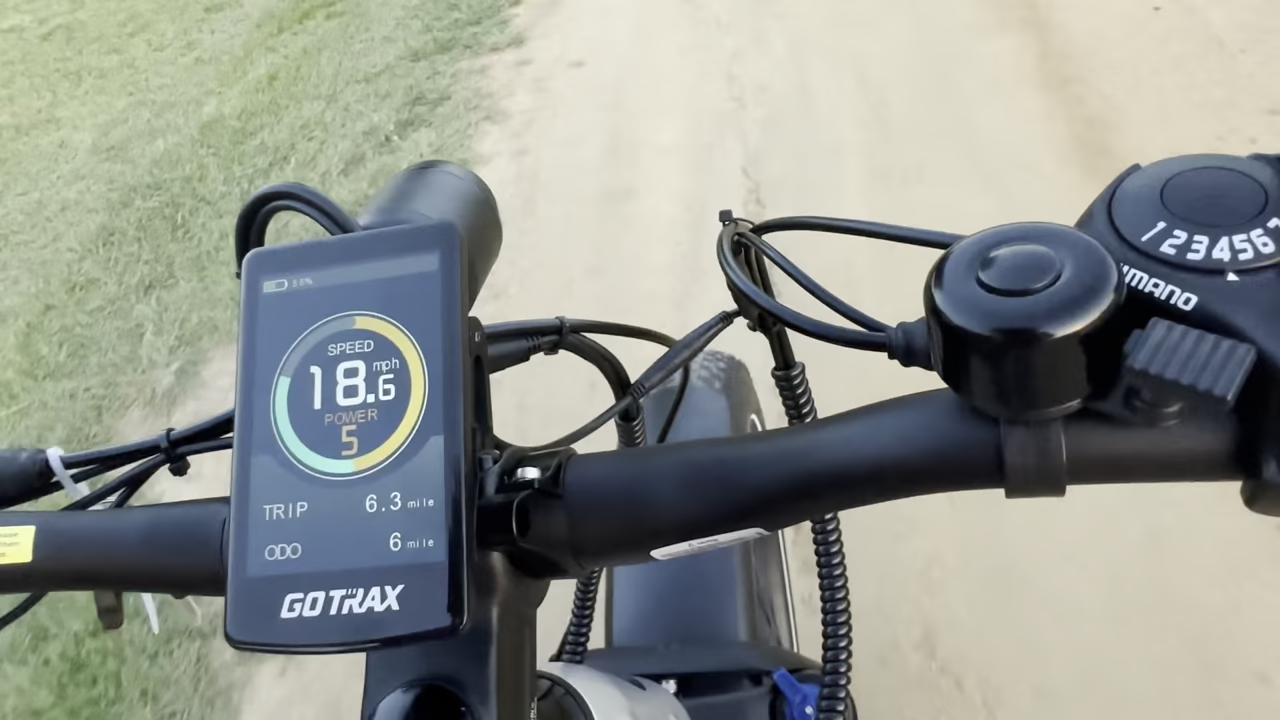 SPEED
18.6 mph
POWER
5
TRIP 6.3 mile
ODO 6 mile
GOTRAX
1234567
IMANO